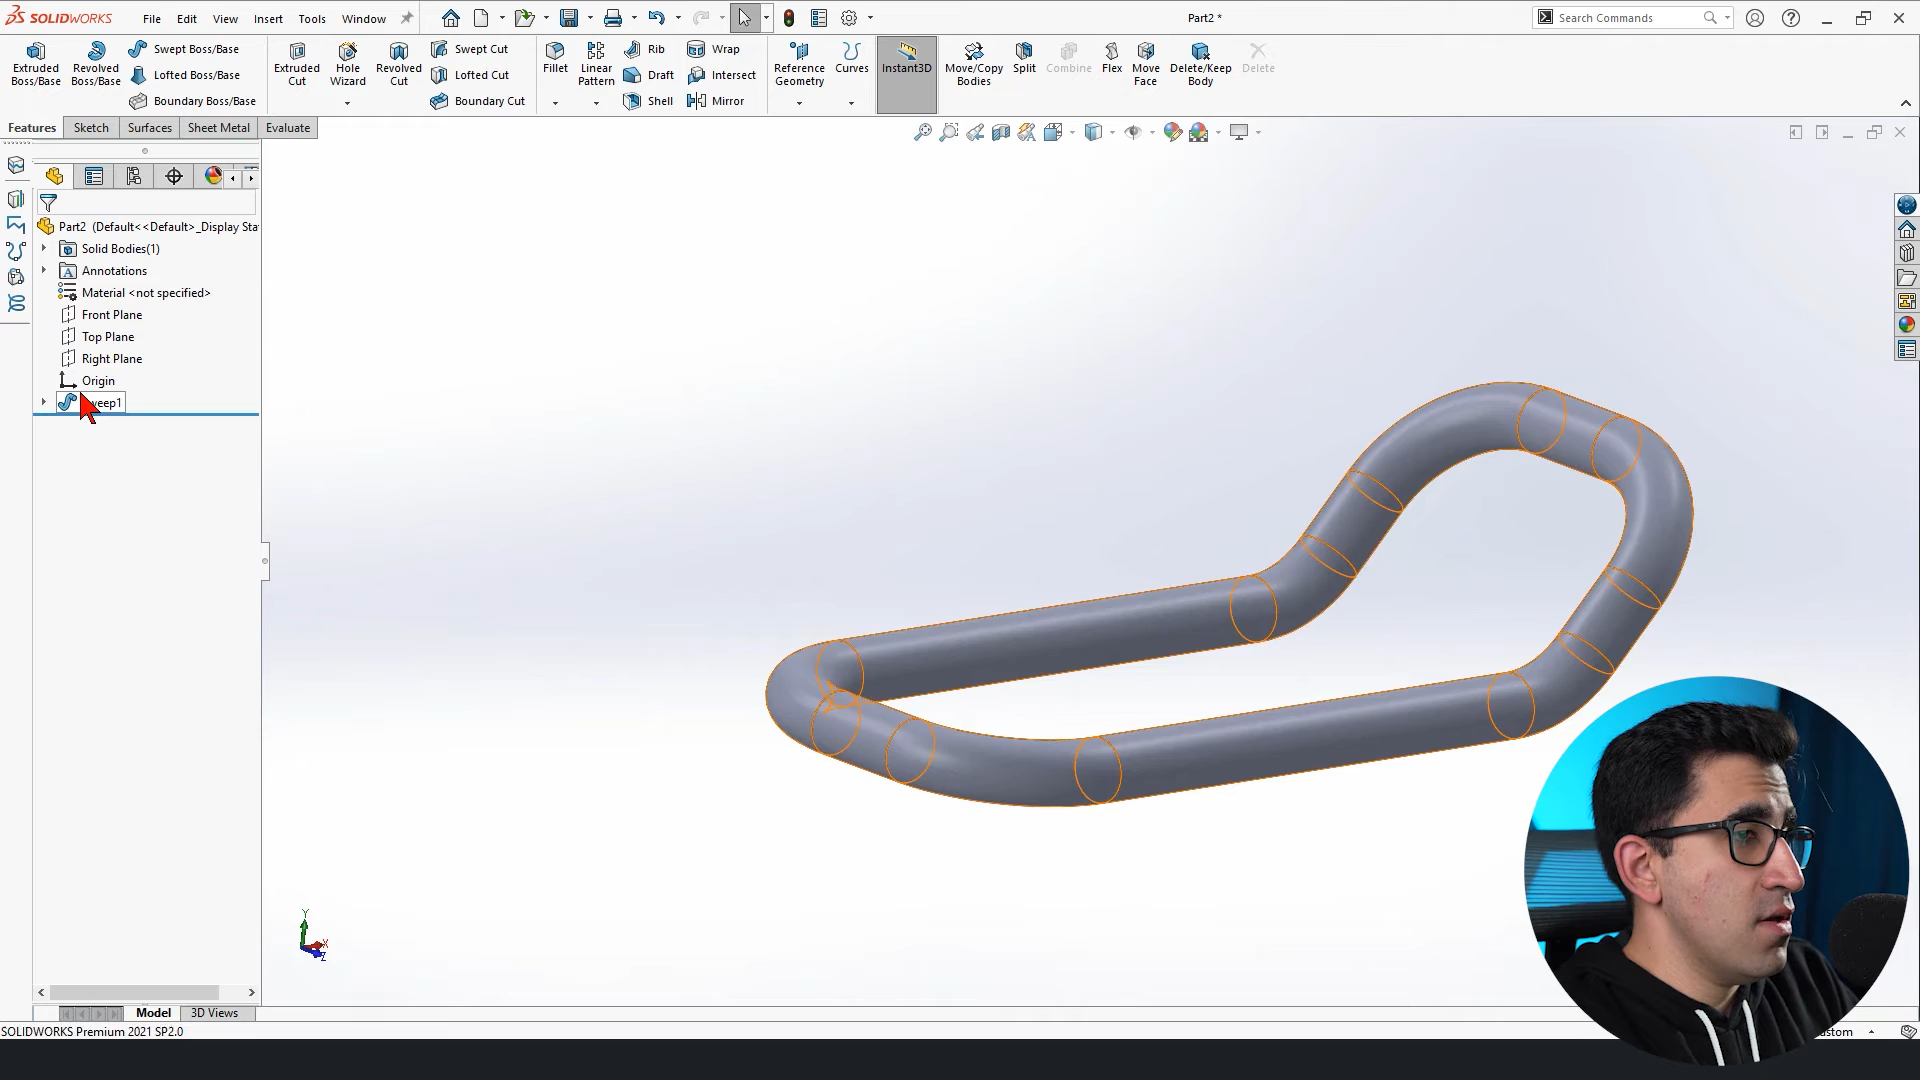 SOLIDWORKS
File Edit View Insert Tools Window
Part2 *
Search Commands
Extruded Boss/Base
Revolved Boss/Base
Swept Boss/Base
Lofted Boss/Base
Boundary Boss/Base
Extruded Cut
Hole Wizard
Revolved Cut
Swept Cut
Lofted Cut
Boundary Cut
Fillet
Linear Pattern
Rib
Draft
Shell
Wrap
Intersect
Mirror
Reference Geometry
Curves
Instant3D
Move/Copy Bodies
Split
Combine
Flex
Move Face
Delete/Keep Body
Delete
Features Sketch Surfaces Sheet Metal Evaluate
Part2 (Default<<Default>_Display Sta
Solid Bodies(1)
Annotations
Material <not specified>
Front Plane
Top Plane
Right Plane
Origin
veep1
Y
X
Z
Model 3D Views
SOLIDWORKS Premium 2021 SP2.0
stom